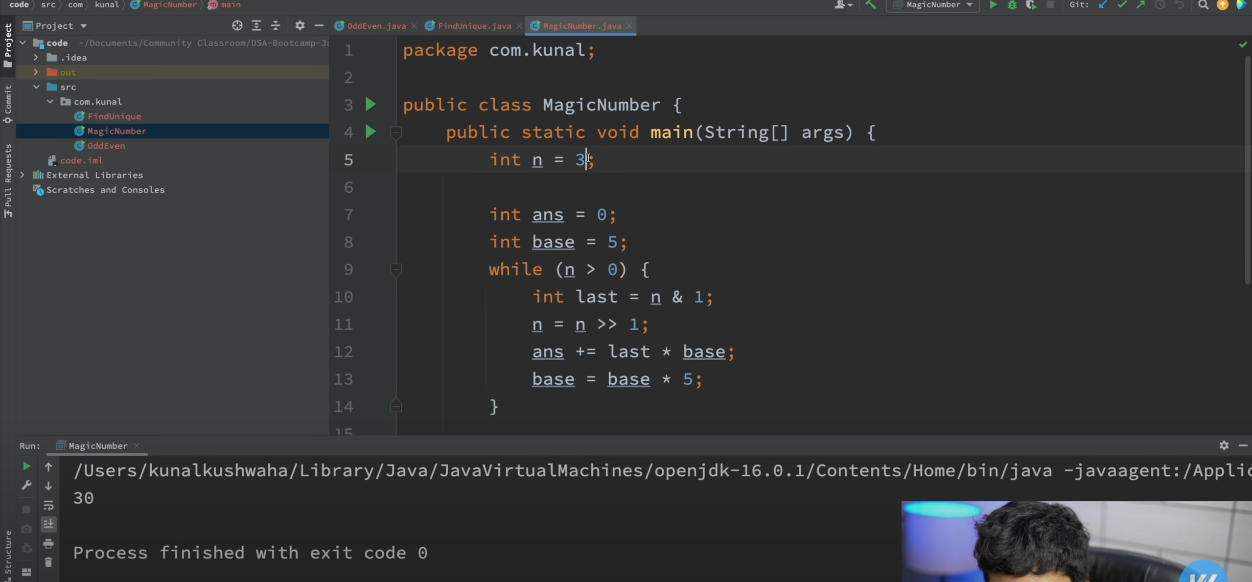 code src com kunal MagicNumber main
MagicNumber Git:
Project
OddEven.java FindUnique.java MagicNumber.java
Project
Commit
Pull Requests
Structure
code ~/Documents/Community Classroom/DSA-Bootcamp-Ja
.idea
out
src
com.kunal
FindUnique
MagicNumber
OddEven
code.iml
External Libraries
Scratches and Consoles
1 package com.kunal;
2
3 public class MagicNumber {
4 public static void main(String[] args) {
5 int n = 3;
6
7 int ans = 0;
8 int base = 5;
9 while (n > 0) {
10 int last = n & 1;
11 n = n >> 1;
12 ans += last * base;
13 base = base * 5;
14 }
15
Run: MagicNumber
/Users/kunalkushwaha/Library/Java/JavaVirtualMachines/openjdk-16.0.1/Contents/Home/bin/java -javaagent:/Applic
30
Process finished with exit code 0